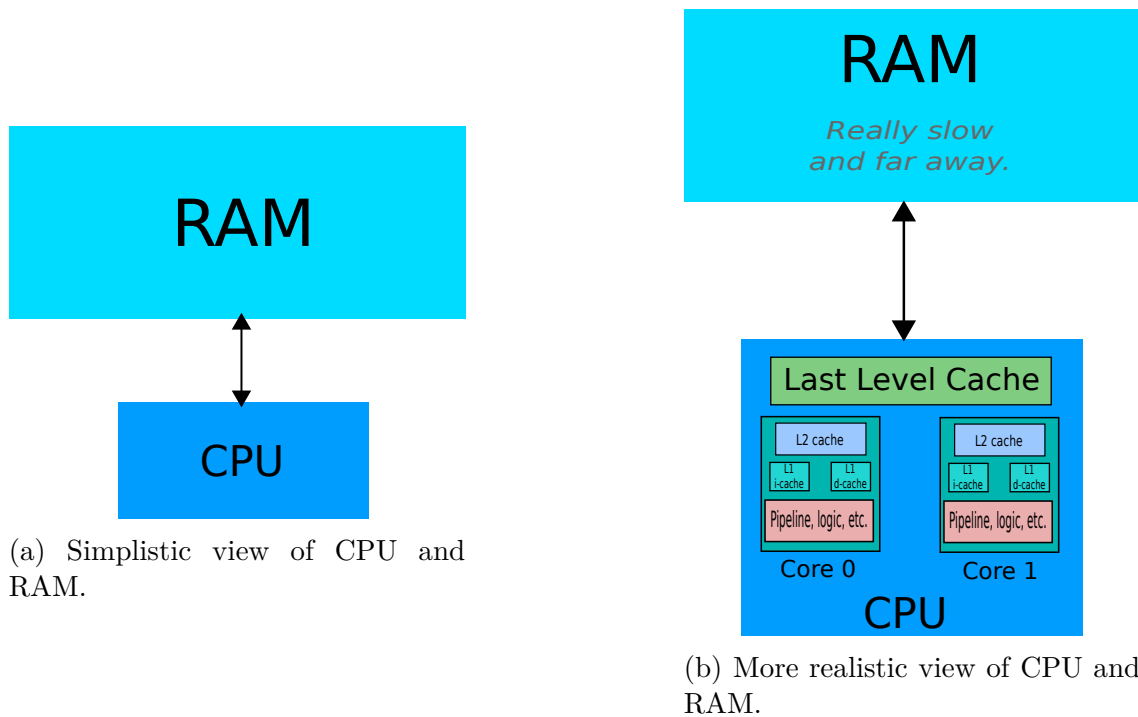 RAM
CPU
(a) Simplistic view of CPU and
RAM.
RAM
Really slow
and far away.
Last Level Cache
L2 cache
L1
i-cache
L1
d-cache
Pipeline, logic, etc.
Core 0
L2 cache
L1
i-cache
L1
d-cache
Pipeline, logic, etc.
Core 1
CPU
(b) More realistic view of CPU and
RAM.